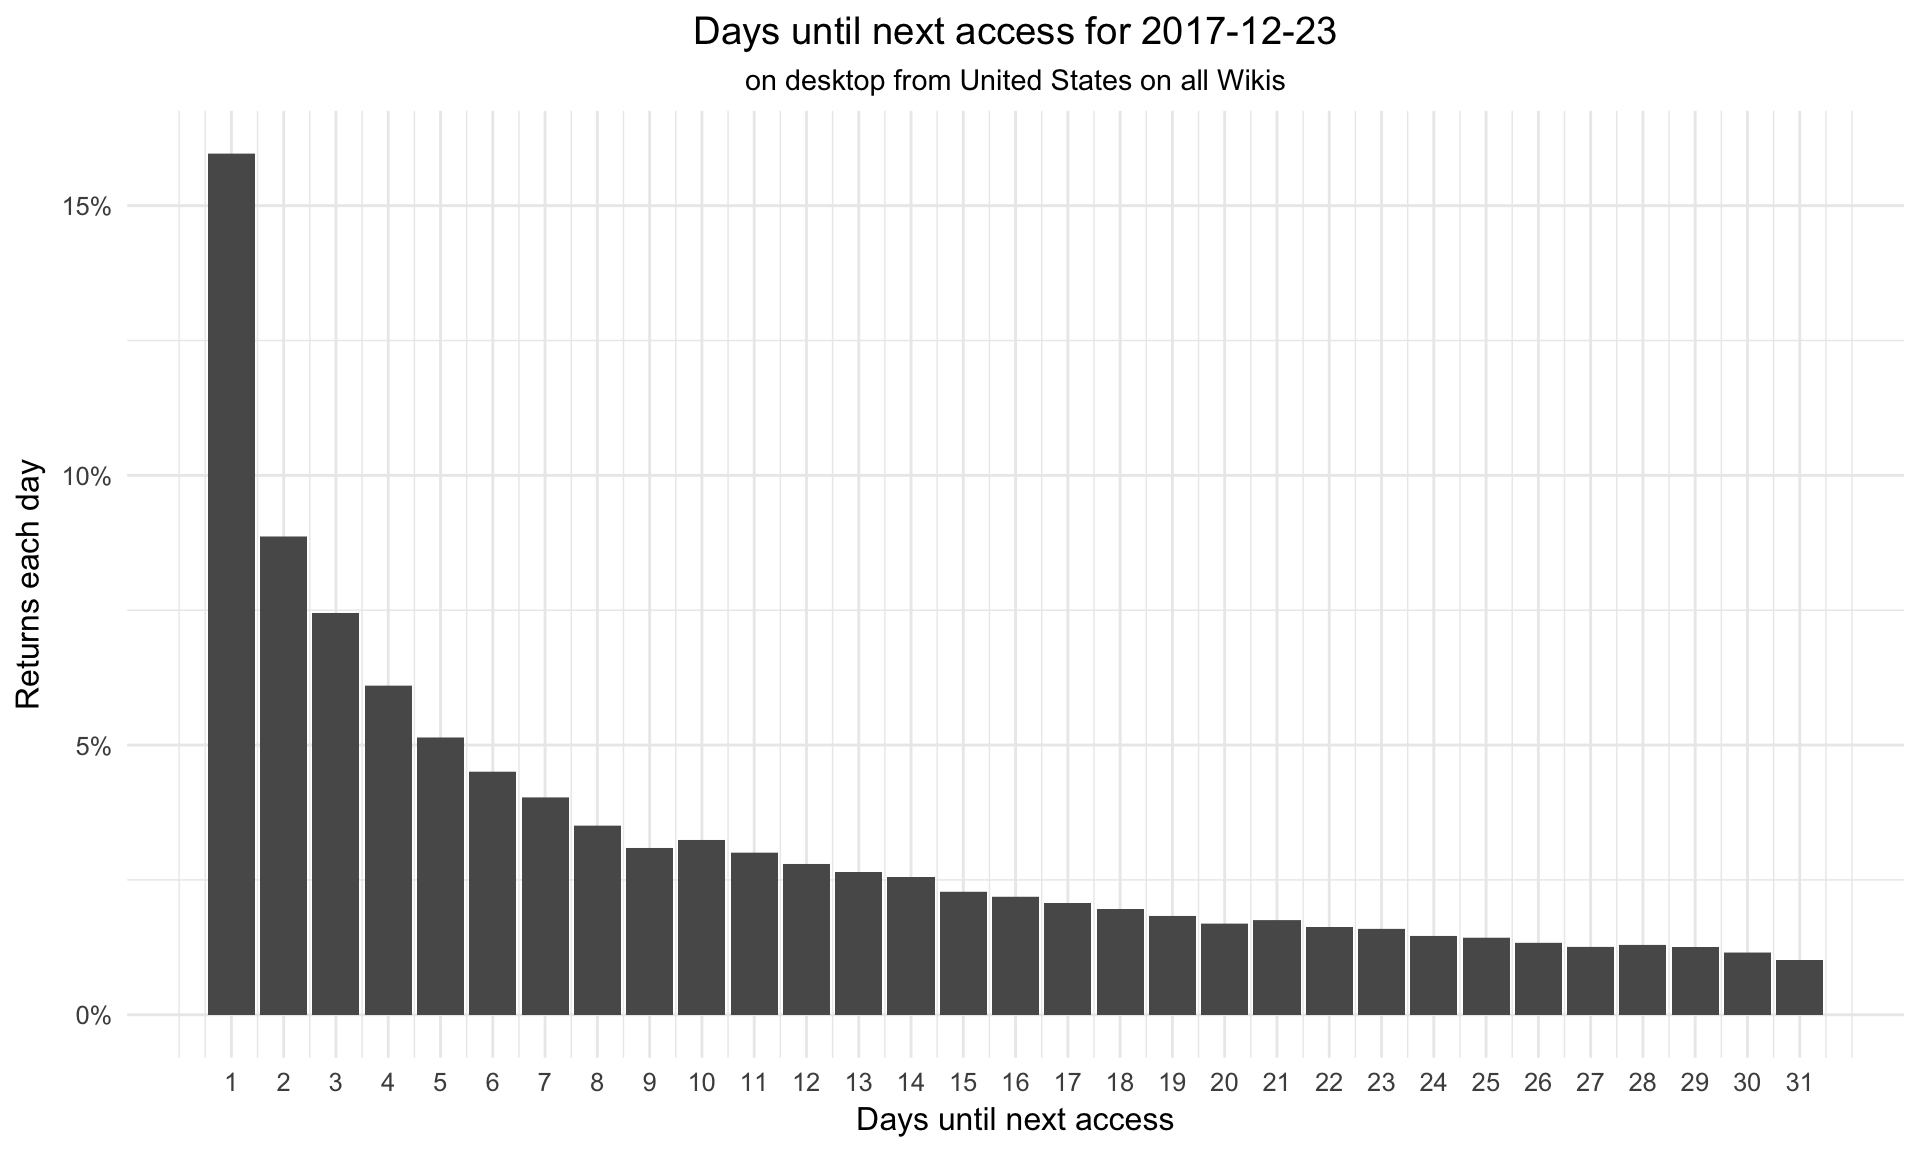 Days until next access for 2017-12-23
on desktop from United States on all Wikis
Returns each day
15%
10%
5%
0%
1 2 3 4 5 6 7 8 9 10 11 12 13 14 15 16 17 18 19 20 21 22 23 24 25 26 27 28 29 30 31
Days until next access